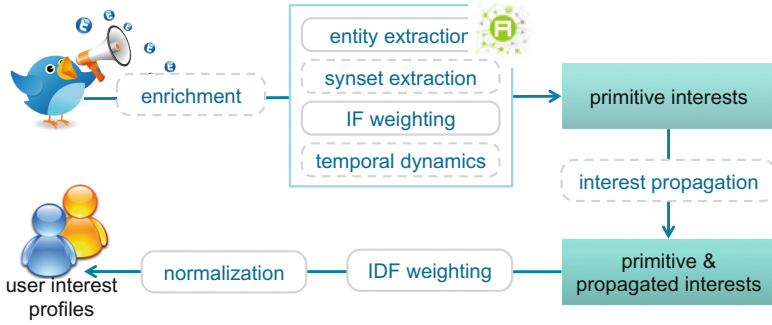 entity extraction
enrichment
synset extraction
IF weighting
temporal dynamics
primitive interests
interest propagation
primitive &
propagated interests
IDF weighting
normalization
user interest
profiles